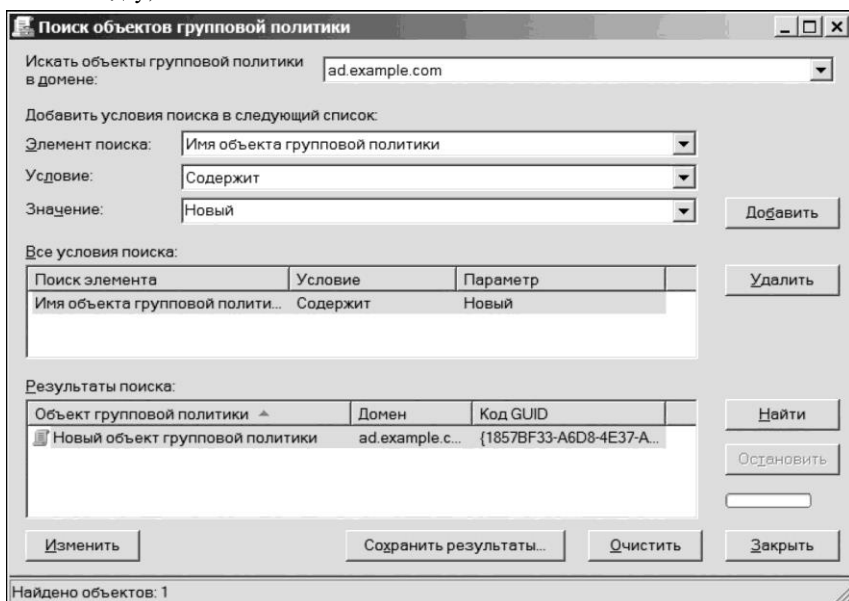 Поиск объектов групповой политики
Искать объекты групповой политики
в домене:
ad.example.com
Добавить условия поиска в следующий список:
Элемент поиска:
Имя объекта групповой политики
Условие:
Содержит
Значение:
Новый
Добавить
Все условия поиска:
Поиск элемента Условие Параметр
Имя объекта групповой полити... Содержит Новый
Удалить
Результаты поиска:
Объект групповой политики Домен Код GUID
Новый объект групповой политики ad.example.c... {1857BF33-A6D8-4E37-A...
Найти
Остановить
Изменить Сохранить результаты... Очистить Закрыть
Найдено объектов: 1